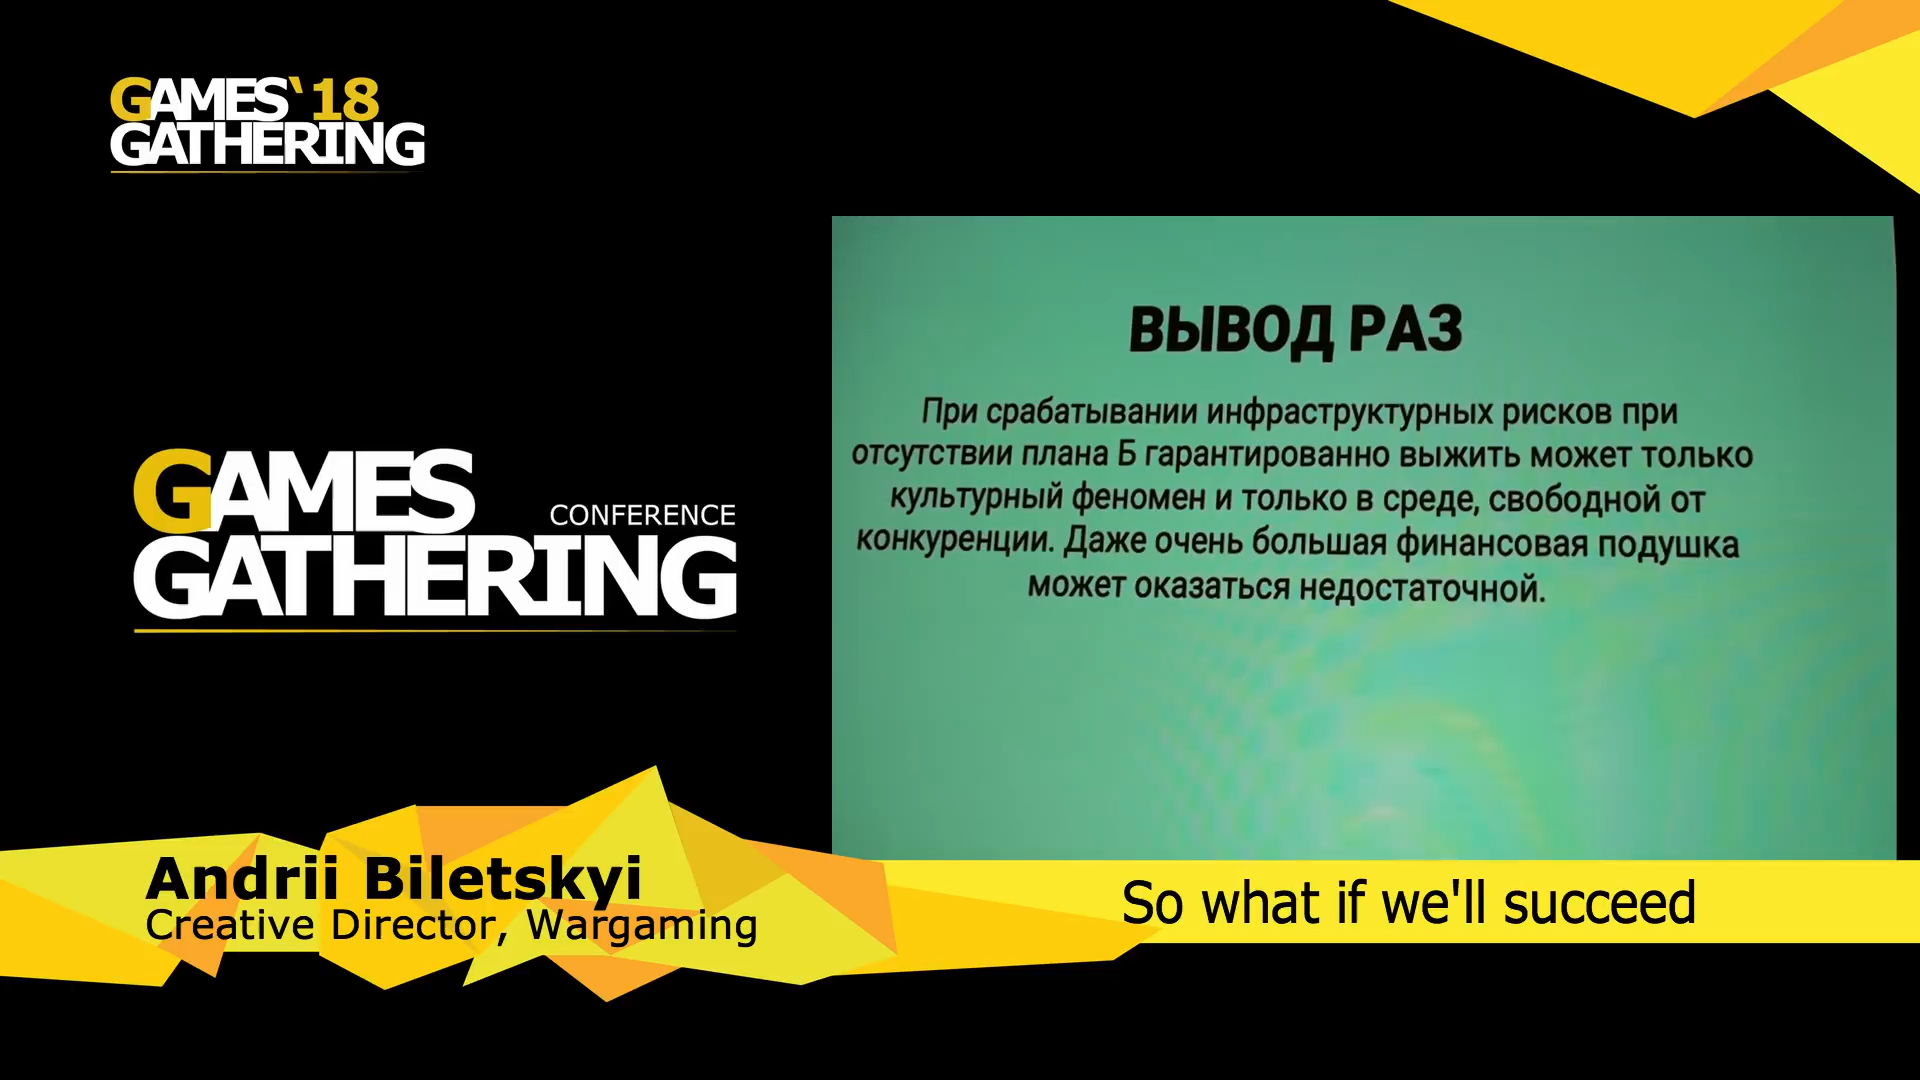 GAMES‘18
GATHERING
ВЫВОД РАЗ
При срабатывании инфраструктурных рисков при
отсутствии плана Б гарантированно выжить может только
культурный феномен и только в среде, свободной от
конкуренции. Даже очень большая финансовая подушка
может оказаться недостаточной.
GAMES
CONFERENCE
GATHERING
Andrii Biletskyi
Creative Director, Wargaming
So what if we'll succeed